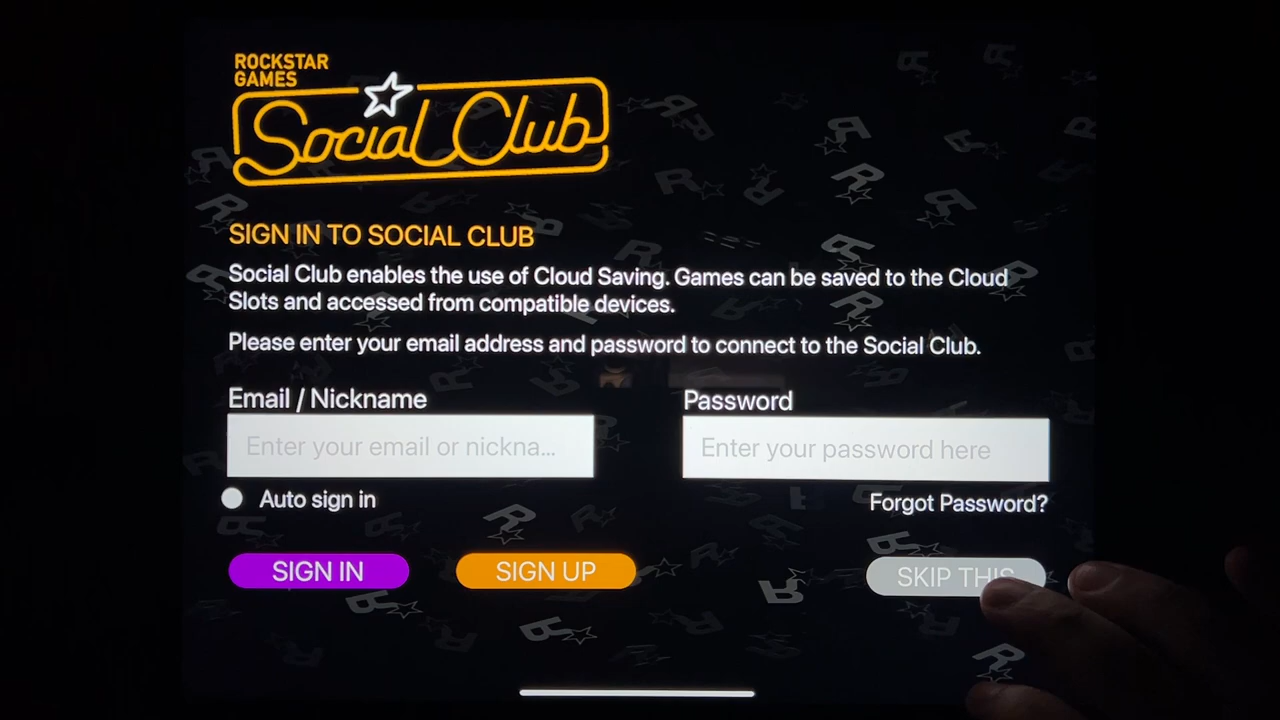 ROCKSTAR
GAMES
Social Club
SIGN IN TO SOCIAL CLUB
Social Club enables the use of Cloud Saving. Games can be saved to the Cloud
Slots and accessed from compatible devices.
Please enter your email address and password to connect to the Social Club.
Email / Nickname
Password
Enter your email or nickna...
Enter your password here
Auto sign in
Forgot Password?
SIGN IN
SIGN UP
SKIP THIS